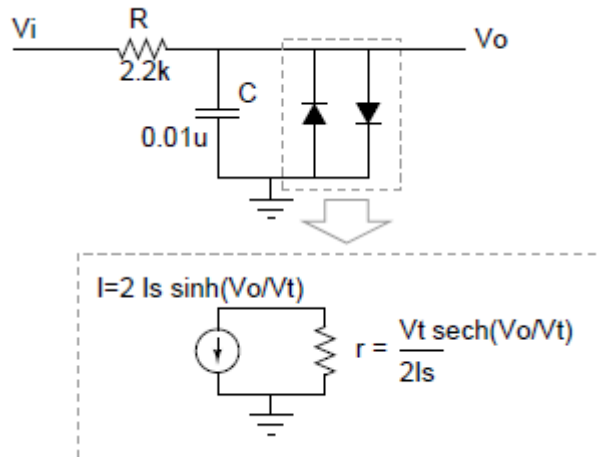 Vi
R
Vo
2.2k
C
0.01u
I=2 Is sinh(Vo/Vt)
r = Vt sech(Vo/Vt)
2Is